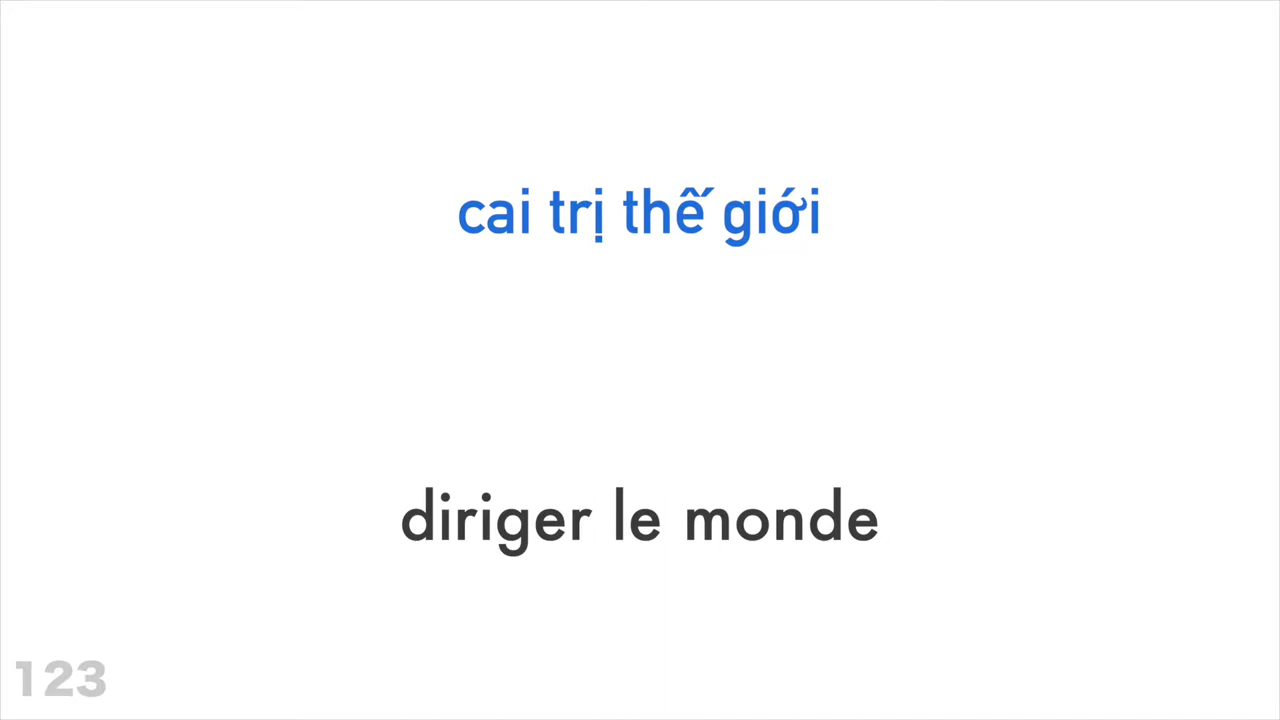 cai trị thế giới
diriger le monde
123